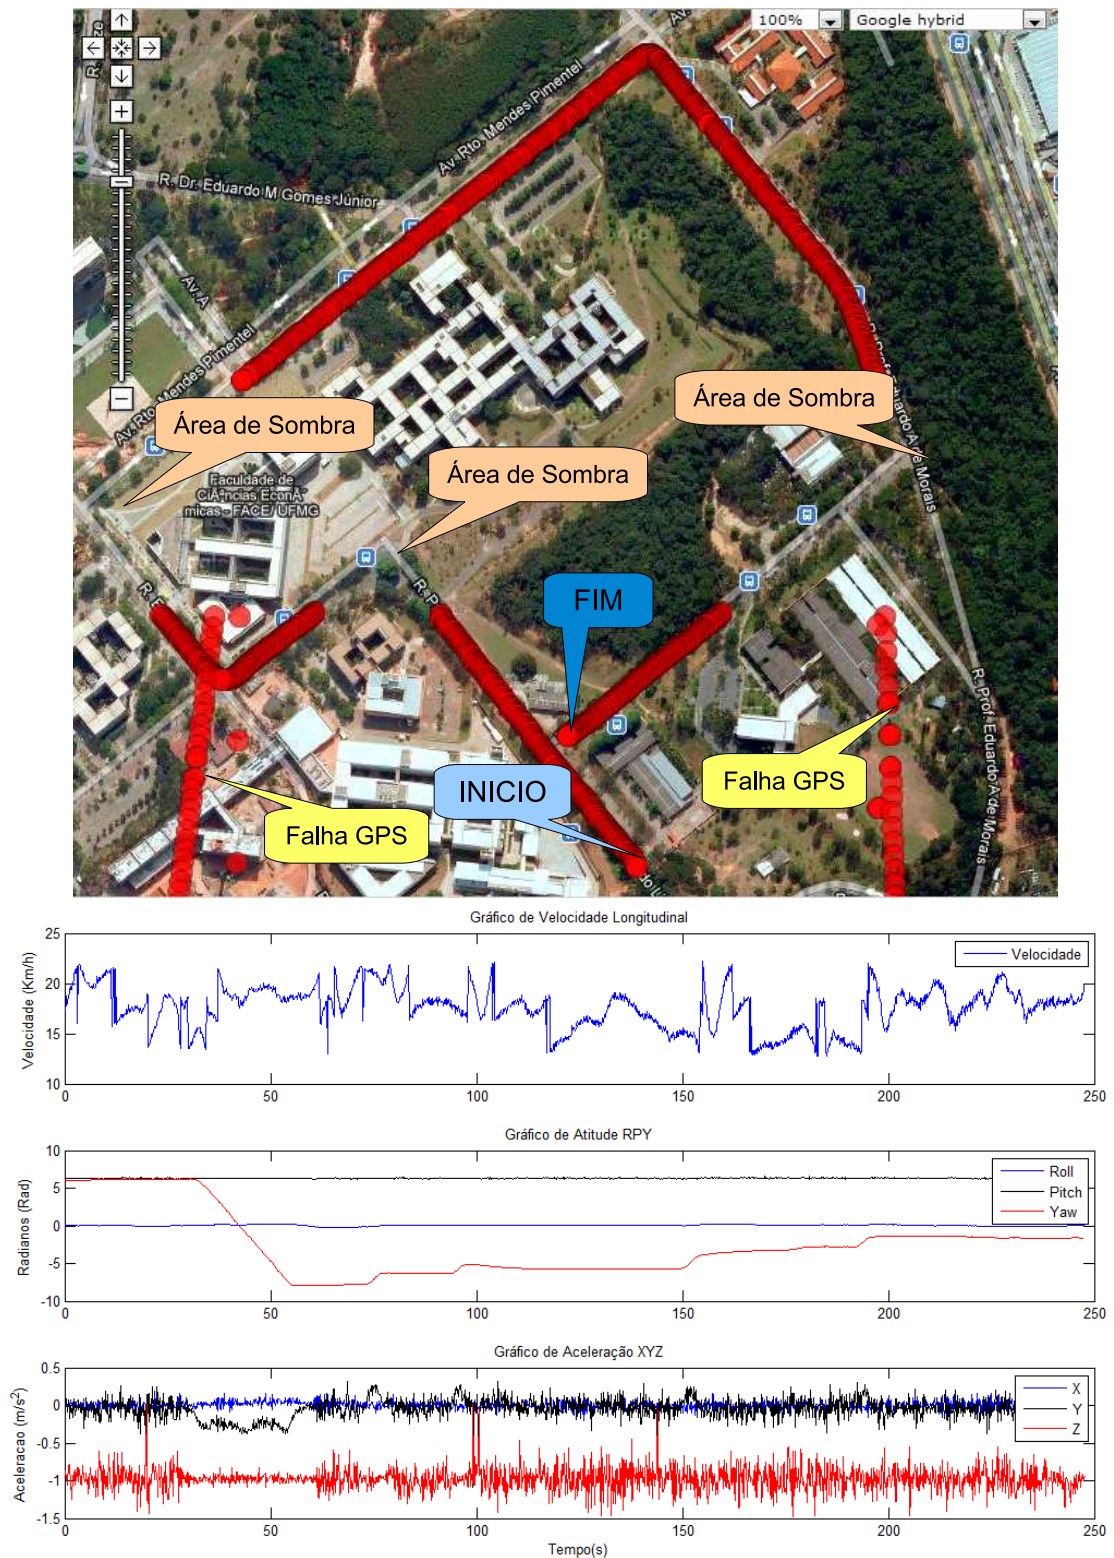 100%
Google hybrid
Av.
Av. Rto. Mendes Pimentel
R. Dr. Eduardo M Gomes Júnior
Av. A
Av. Rto. Mendes Pimentel
Área de Sombra
Área de Sombra
Área de Sombra
Eduardo A de Morais
Faculdade de
CiÃªncias EconÃ´
micas - FACE/ UFMG
R. P
FIM
R. Prof. Eduardo A de Morais
INICIO
Falha GPS
Falha GPS
Gráfico de Velocidade Longitudinal
Velocidade (Km/h)
25
20
15
10
Velocidade
0 50 100 150 200 250
Gráfico de Atitude RPY
Radianos (Rad)
10
5
0
-5
-10
Roll
Pitch
Yaw
0 50 100 150 200 250
Gráfico de Aceleração XYZ
Aceleracao (m/s²)
0.5
0
-0.5
-1
-1.5
X
Y
Z
0 50 100 150 200 250
Tempo(s)